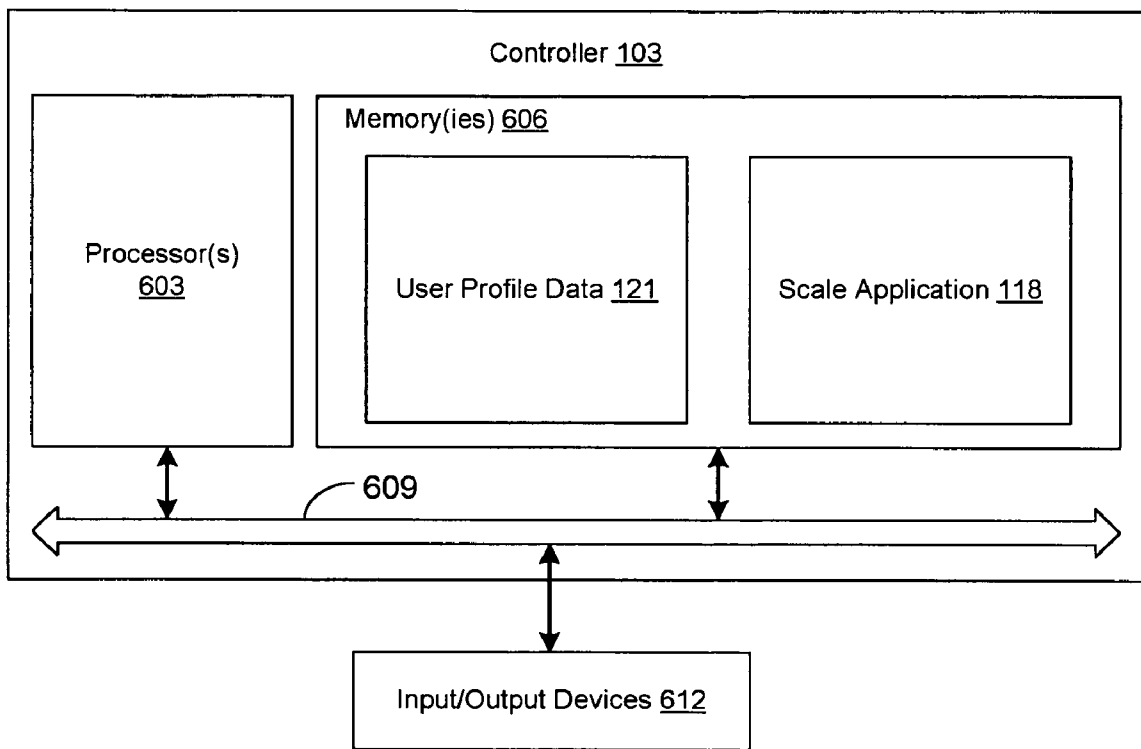 Controller 103
Memory(ies) 606
Processor(s)
603
User Profile Data 121
Scale Application 118
609
Input/Output Devices 612